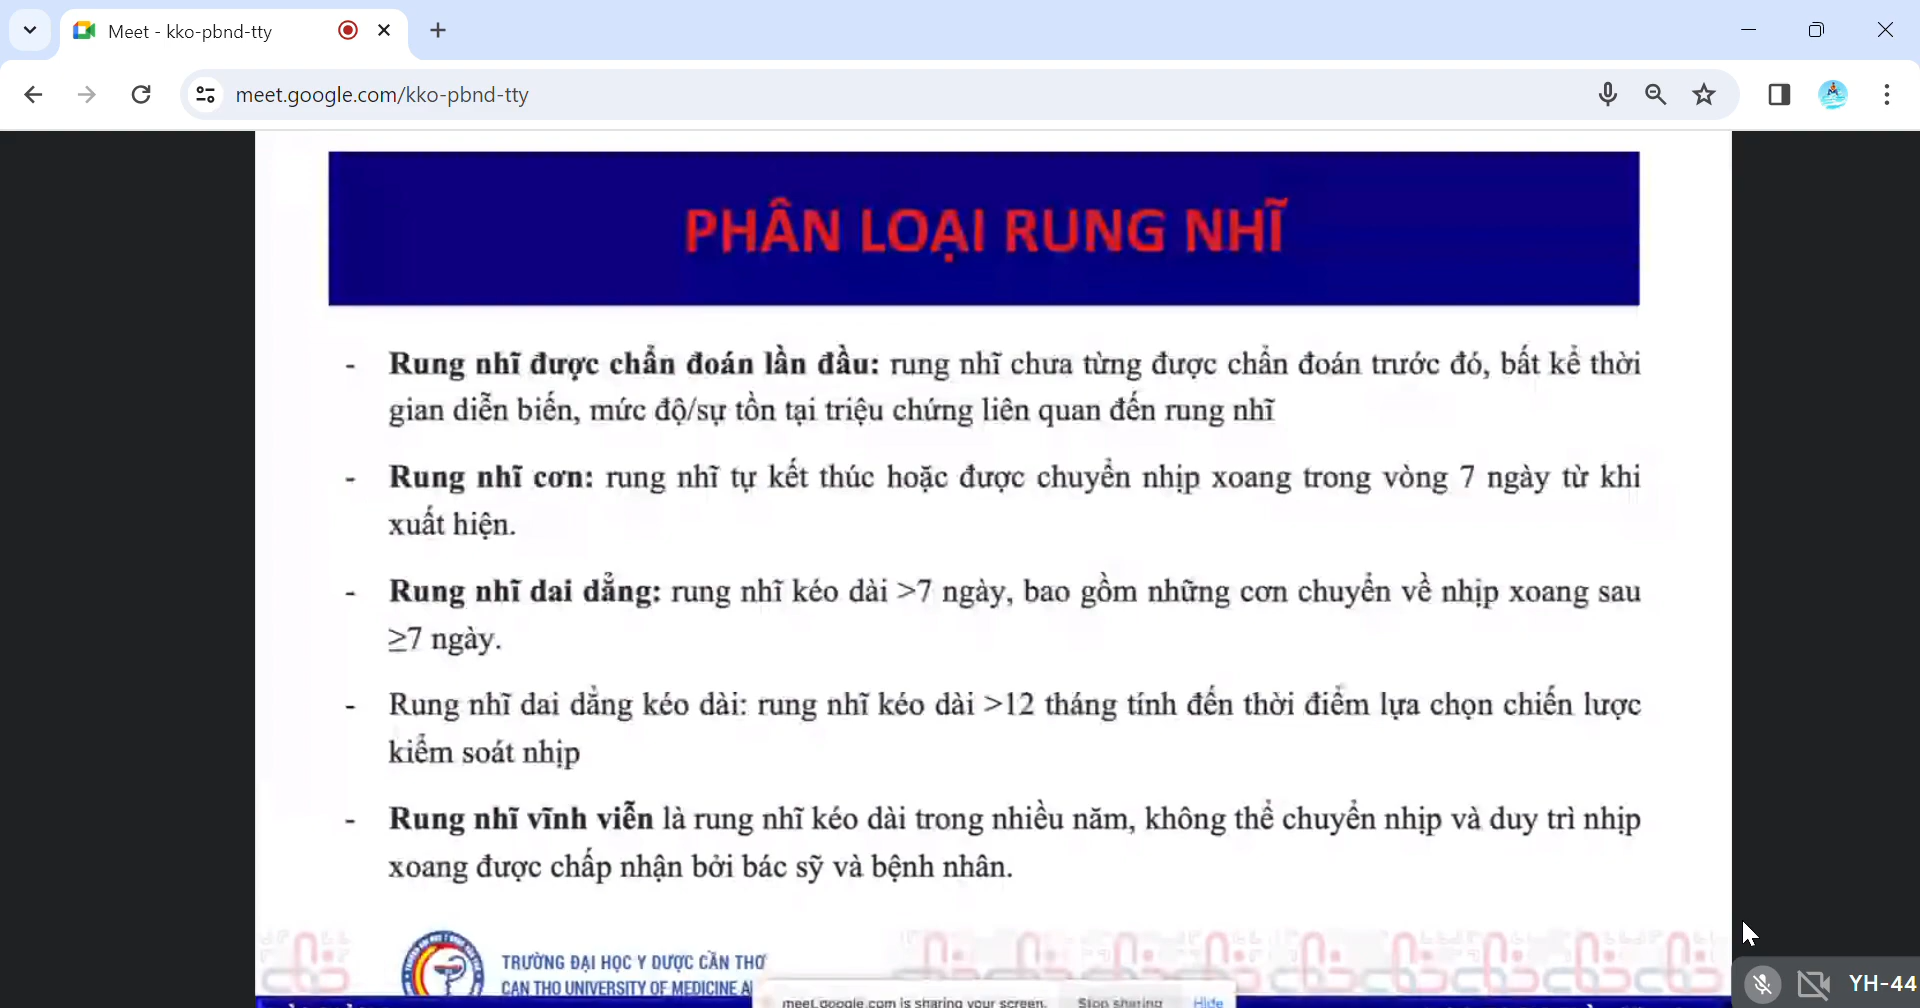 Meet - kko-pbnd-tty
meet.google.com/kko-pbnd-tty
PHÂN LOẠI RUNG NHĨ
- Rung nhĩ được chẩn đoán lần đầu: rung nhĩ chưa từng được chẩn đoán trước đó, bất kể thời
gian diễn biến, mức độ/sự tồn tại triệu chứng liên quan đến rung nhĩ
- Rung nhĩ cơn: rung nhĩ tự kết thúc hoặc được chuyển nhịp xoang trong vòng 7 ngày từ khi
xuất hiện.
- Rung nhĩ dai dẳng: rung nhĩ kéo dài >7 ngày, bao gồm những cơn chuyển về nhịp xoang sau
≥7 ngày.
- Rung nhĩ dai dẳng kéo dài: rung nhĩ kéo dài >12 tháng tính đến thời điểm lựa chọn chiến lược
kiểm soát nhịp
- Rung nhĩ vĩnh viễn là rung nhĩ kéo dài trong nhiều năm, không thể chuyển nhịp và duy trì nhịp
xoang được chấp nhận bởi bác sỹ và bệnh nhân.
TRƯỜNG ĐẠI HỌC Y DƯỢC CẦN THƠ
CAN THO UNIVERSITY OF MEDICINE A
meet.google.com is sharing your screen. Stop sharing Hide
YH-44